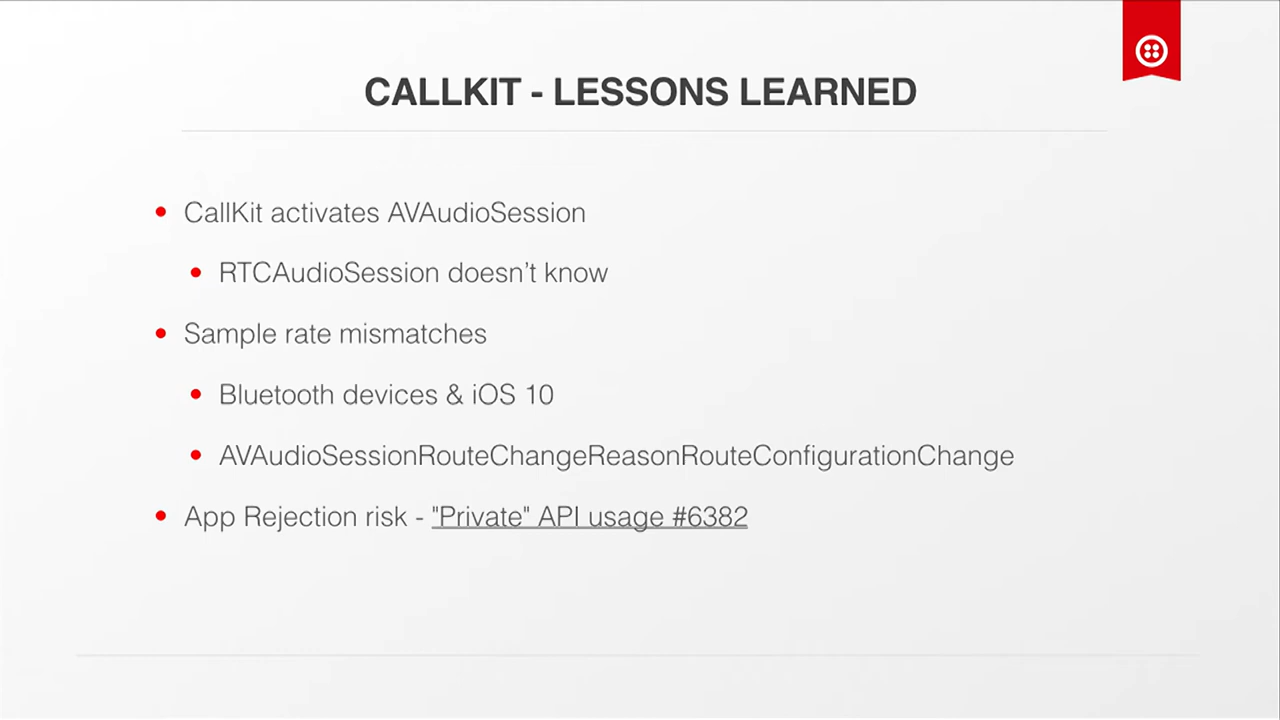 CALLKIT - LESSONS LEARNED
CallKit activates AVAudioSession
RTCAudioSession doesn’t know
Sample rate mismatches
Bluetooth devices & iOS 10
AVAudioSessionRouteChangeReasonRouteConfigurationChange
App Rejection risk - "Private" API usage #6382